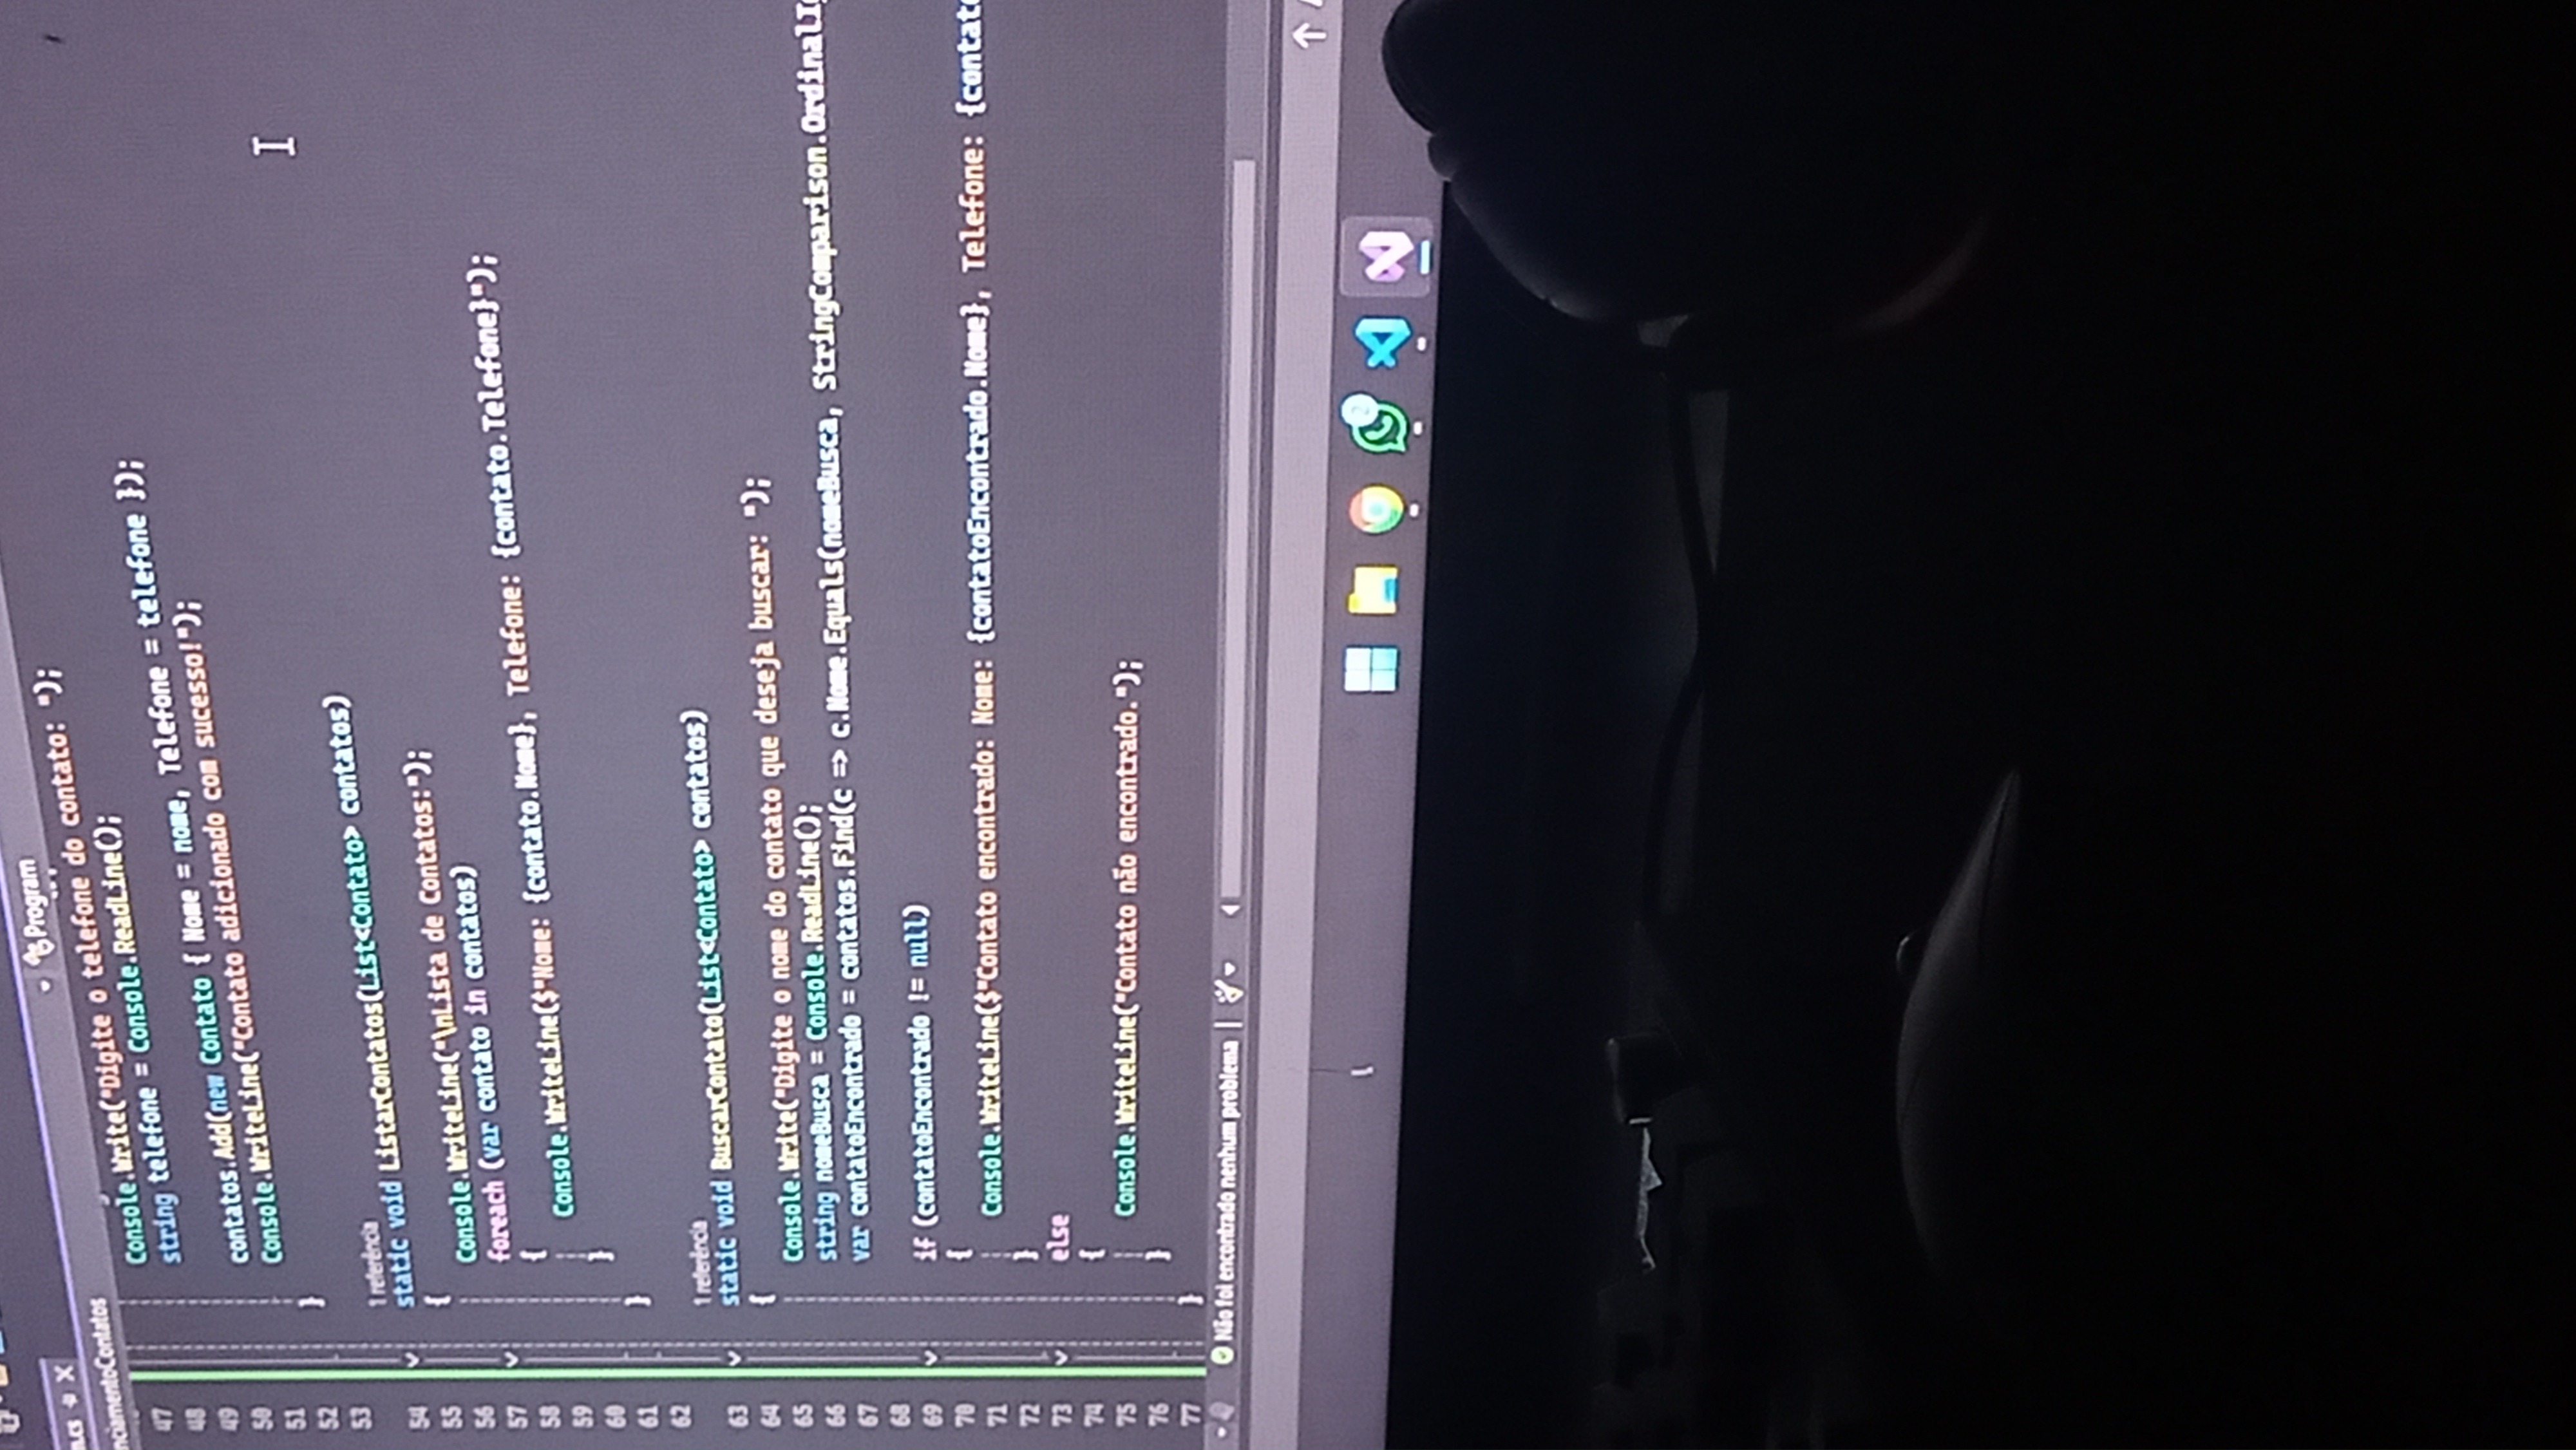 Program
m.cs
nciamentoContatos
Console.Write("Digite o telefone do contato: ");
47 string telefone = Console.ReadLine();
48
49 contatos.Add(new Contato { Nome = nome, Telefone = telefone });
50 Console.WriteLine("Contato adicionado com sucesso!");
51 }
52
53
1 referência
54 static void ListarContatos(List<Contato> contatos)
55 {
56 Console.WriteLine("\nLista de Contatos:");
57 foreach (var contato in contatos)
58 {
59 Console.WriteLine($"Nome: {contato.Nome}, Telefone: {contato.Telefone}");
60 }
61 }
62
1 referência
63 static void BuscarContato(List<Contato> contatos)
64 {
65 Console.Write("Digite o nome do contato que deseja buscar: ");
66 string nomeBusca = Console.ReadLine();
67 var contatoEncontrado = contatos.Find(c => c.Nome.Equals(nomeBusca, StringComparison.OrdinalIg
68
69 if (contatoEncontrado != null)
70 {
71 Console.WriteLine($"Contato encontrado: Nome: {contatoEncontrado.Nome}, Telefone: {contato
72 }
73 else
74 {
75 Console.WriteLine("Contato não encontrado.");
76 }
77 }
Não foi encontrado nenhum problema
2